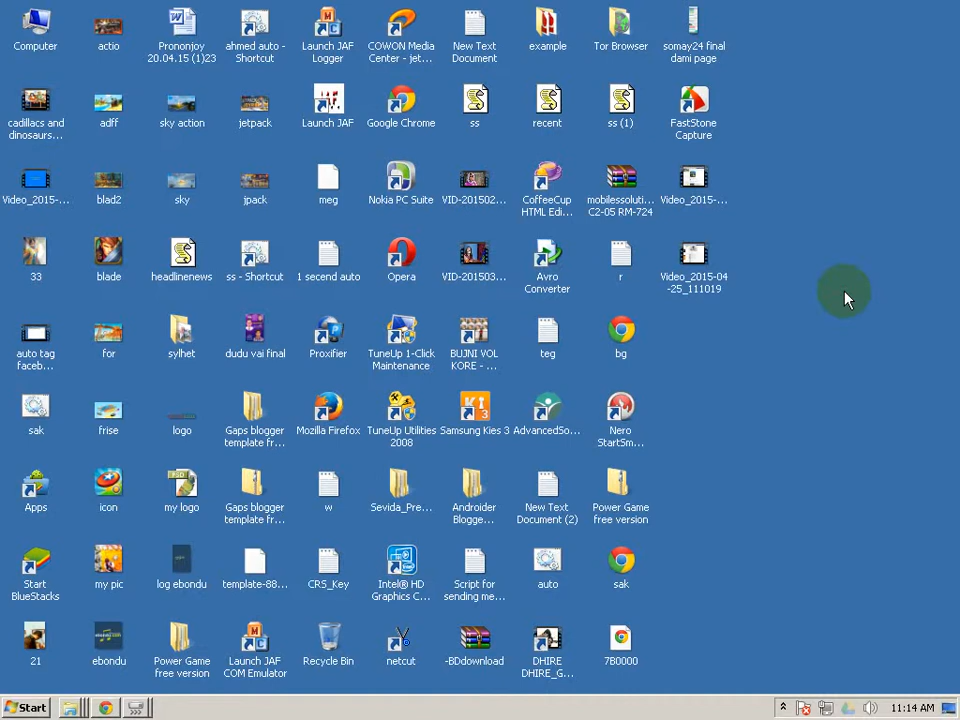 Computer
actio
Prononjoy
20.04.15 (1)23
ahmed auto -
Shortcut
Launch JAF
Logger
COWON Media
Center - jet...
New Text
Document
example
Tor Browser
somay24 final
dami page
cadillacs and
dinosaurs...
adff
sky action
jetpack
Launch JAF
Google Chrome
ss
recent
ss (1)
FastStone
Capture
Video_2015-...
blad2
sky
jpack
meg
Nokia PC Suite
VID-201502...
CoffeeCup
HTML Edi...
mobilessoluti...
C2-05 RM-724
Video_2015-...
33
blade
headlinenews
ss - Shortcut
1 secend auto
Opera
VID-201503...
Avro
Converter
r
Video_2015-04
-25_111019
auto tag
faceb...
for
sylhet
dudu vai final
Proxifier
TuneUp 1-Click
Maintenance
BUJNI VOL
KORE - ...
teg
bg
sak
frise
logo
Gaps blogger
template fr...
Mozilla Firefox
TuneUp Utilities
2008
Samsung Kies 3
AdvancedSo...
Nero
StartSm...
Apps
icon
my logo
Gaps blogger
template fr...
w
Sevida_Pre...
Androider
Blogge...
New Text
Document (2)
Power Game
free version
Start
BlueStacks
my pic
log ebondu
template-88...
CRS_Key
Intel® HD
Graphics C...
Script for
sending me...
auto
sak
21
ebondu
Power Game
free version
Launch JAF
COM Emulator
Recycle Bin
netcut
-BDdownload
DHIRE
DHIRE_G...
7B0000
Start
11:14 AM